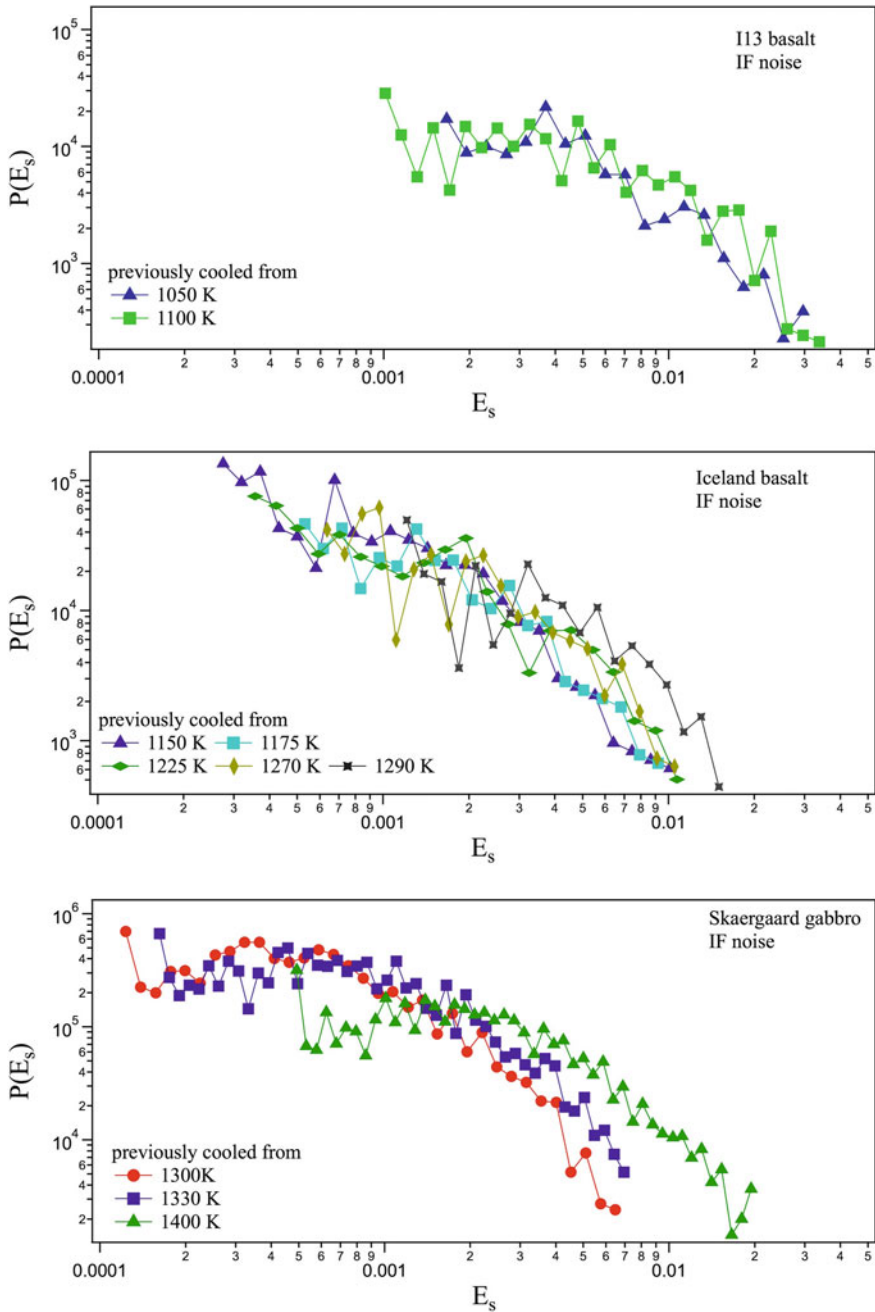 10⁵
6
4
2
10⁴
6
4
2
10³
6
4
P(Eₛ)
I13 basalt
IF noise
previously cooled from
1050 K
1100 K
0.0001 2 3 4 5 6 7 8 9 0.001 2 3 4 5 6 7 8 9 0.01 2 3 4 5
Eₛ
10⁵
8
6
4
2
10⁴
8
6
4
2
10³
8
6
P(Eₛ)
Iceland basalt
IF noise
previously cooled from
1150 K 1175 K
1225 K 1270 K 1290 K
0.0001 2 3 4 5 6 7 8 9 0.001 2 3 4 5 6 7 8 9 0.01 2 3 4 5
Eₛ
10⁶
6
4
2
10⁵
6
4
2
10⁴
6
4
2
P(Eₛ)
Skaergaard gabbro
IF noise
previously cooled from
1300K
1330 K
1400 K
0.0001 2 3 4 5 6 7 8 9 0.001 2 3 4 5 6 7 8 9 0.01 2 3 4 5
Eₛ